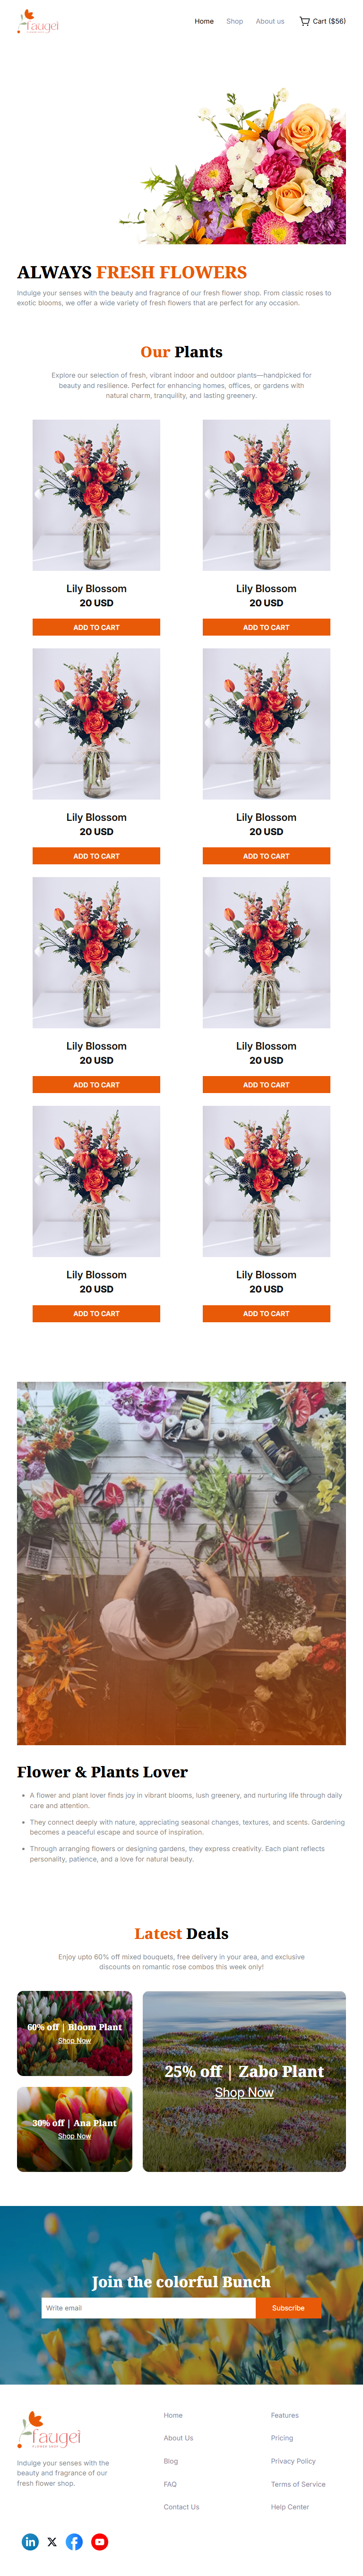 faugei
FLOWER SHOP
Home Shop About us Cart ($56)
ALWAYS FRESH FLOWERS
Indulge your senses with the beauty and fragrance of our fresh flower shop. From classic roses to
exotic blooms, we offer a wide variety of fresh flowers that are perfect for any occasion.
Our Plants
Explore our selection of fresh, vibrant indoor and outdoor plants—handpicked for
beauty and resilience. Perfect for enhancing homes, offices, or gardens with
natural charm, tranquility, and lasting greenery.
Lily Blossom
20 USD
ADD TO CART
Lily Blossom
20 USD
ADD TO CART
Lily Blossom
20 USD
ADD TO CART
Lily Blossom
20 USD
ADD TO CART
Lily Blossom
20 USD
ADD TO CART
Lily Blossom
20 USD
ADD TO CART
Lily Blossom
20 USD
ADD TO CART
Lily Blossom
20 USD
ADD TO CART
Flower & Plants Lover
• A flower and plant lover finds joy in vibrant blooms, lush greenery, and nurturing life through daily
care and attention.
• They connect deeply with nature, appreciating seasonal changes, textures, and scents. Gardening
becomes a peaceful escape and source of inspiration.
• Through arranging flowers or designing gardens, they express creativity. Each plant reflects
personality, patience, and a love for natural beauty.
Latest Deals
Enjoy upto 60% off mixed bouquets, free delivery in your area, and exclusive
discounts on romantic rose combos this week only!
60% off | Bloom Plant
Shop Now
30% off | Ana Plant
Shop Now
25% off | Zabo Plant
Shop Now
Join the colorful Bunch
Write email
Subscribe
faugei
FLOWER SHOP
Indulge your senses with the
beauty and fragrance of our
fresh flower shop.
Home
About Us
Blog
FAQ
Contact Us
Features
Pricing
Privacy Policy
Terms of Service
Help Center